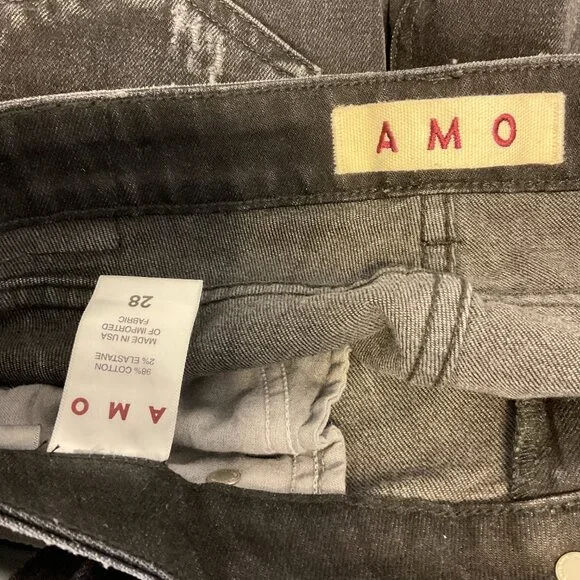 AMO
AMO
98% COTTON
2% ELASTANE
MADE IN USA
OF IMPORTED
FABRIC
28